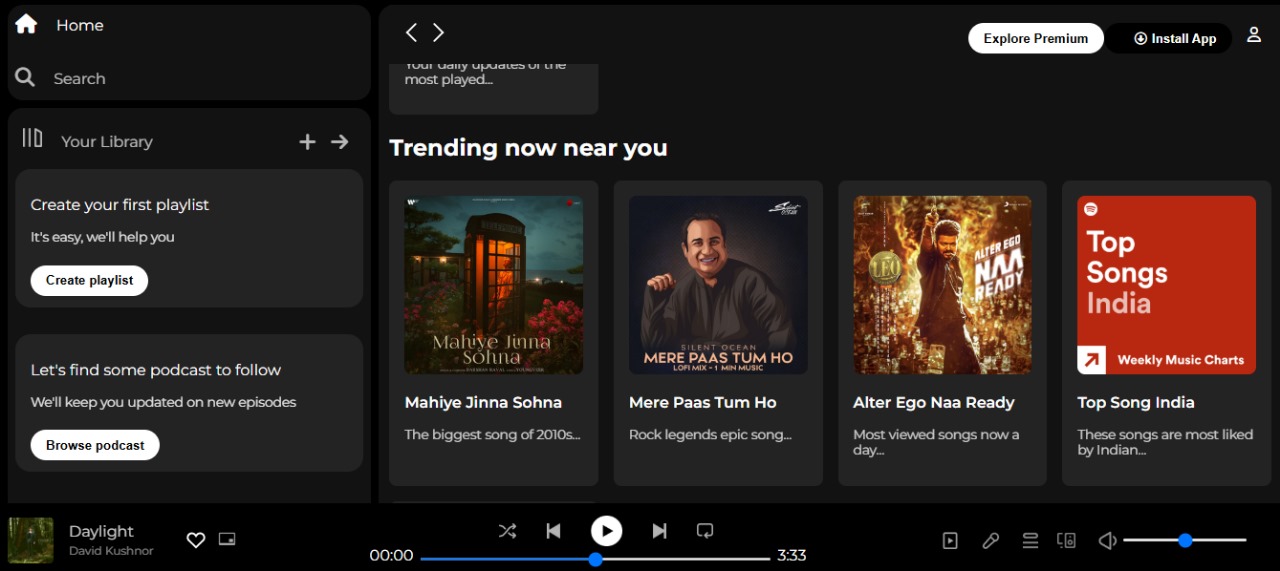 Home
Search
Your Library
Create your first playlist
It's easy, we'll help you
Create playlist
Let's find some podcast to follow
We'll keep you updated on new episodes
Browse podcast
Explore Premium
Install App
Your daily updates of the
most played...
Trending now near you
TELEPHONE
Mahiye Jinna
Sohna
Mahiye Jinna Sohna
The biggest song of 2010s...
SILENT OCEAN
MERE PAAS TUM HO
LOFI MIX - 1 MIN MUSIC
Mere Paas Tum Ho
Rock legends epic song...
LEO
ALTER EGO
NAA
READY
Alter Ego Naa Ready
Most viewed songs now a
day...
Top
Songs
India
Weekly Music Charts
Top Song India
These songs are most liked
by Indian...
Daylight
David Kushnor
00:00
3:33